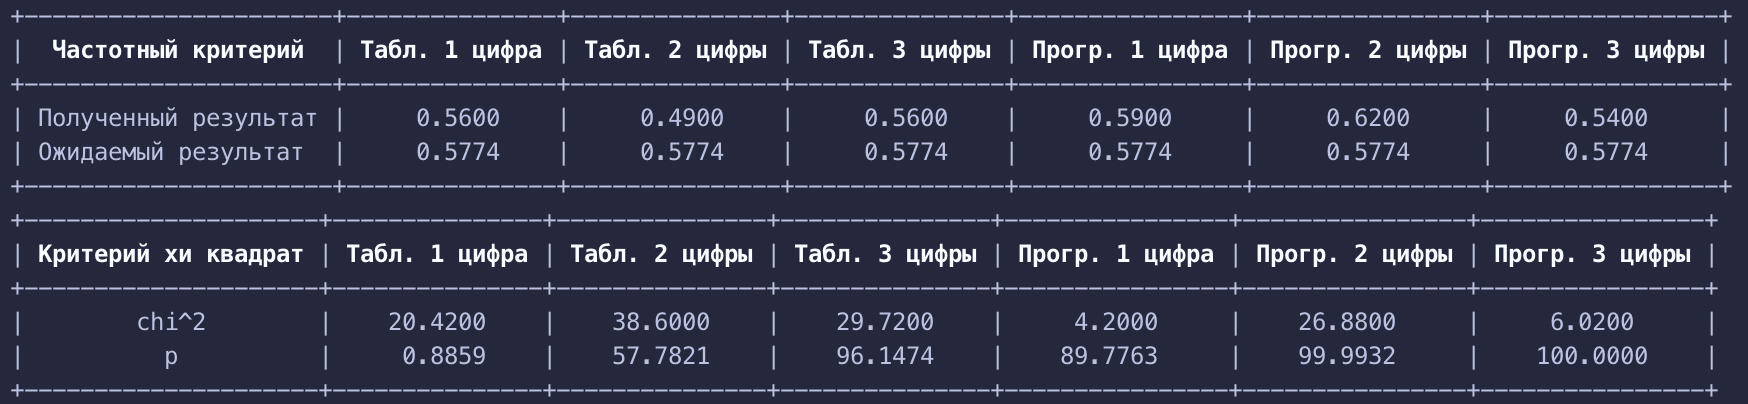 | Частотный критерий | Табл. 1 цифра | Табл. 2 цифры | Табл. 3 цифры | Прогр. 1 цифра | Прогр. 2 цифры | Прогр. 3 цифры |
| Полученный результат | 0.5600 | 0.4900 | 0.5600 | 0.5900 | 0.6200 | 0.5400 |
| Ожидаемый результат | 0.5774 | 0.5774 | 0.5774 | 0.5774 | 0.5774 | 0.5774 |
| Критерий хи квадрат | Табл. 1 цифра | Табл. 2 цифры | Табл. 3 цифры | Прогр. 1 цифра | Прогр. 2 цифры | Прогр. 3 цифры |
| chi^2 | 20.4200 | 38.6000 | 29.7200 | 4.2000 | 26.8800 | 6.0200 |
| p | 0.8859 | 57.7821 | 96.1474 | 89.7763 | 99.9932 | 100.0000 |